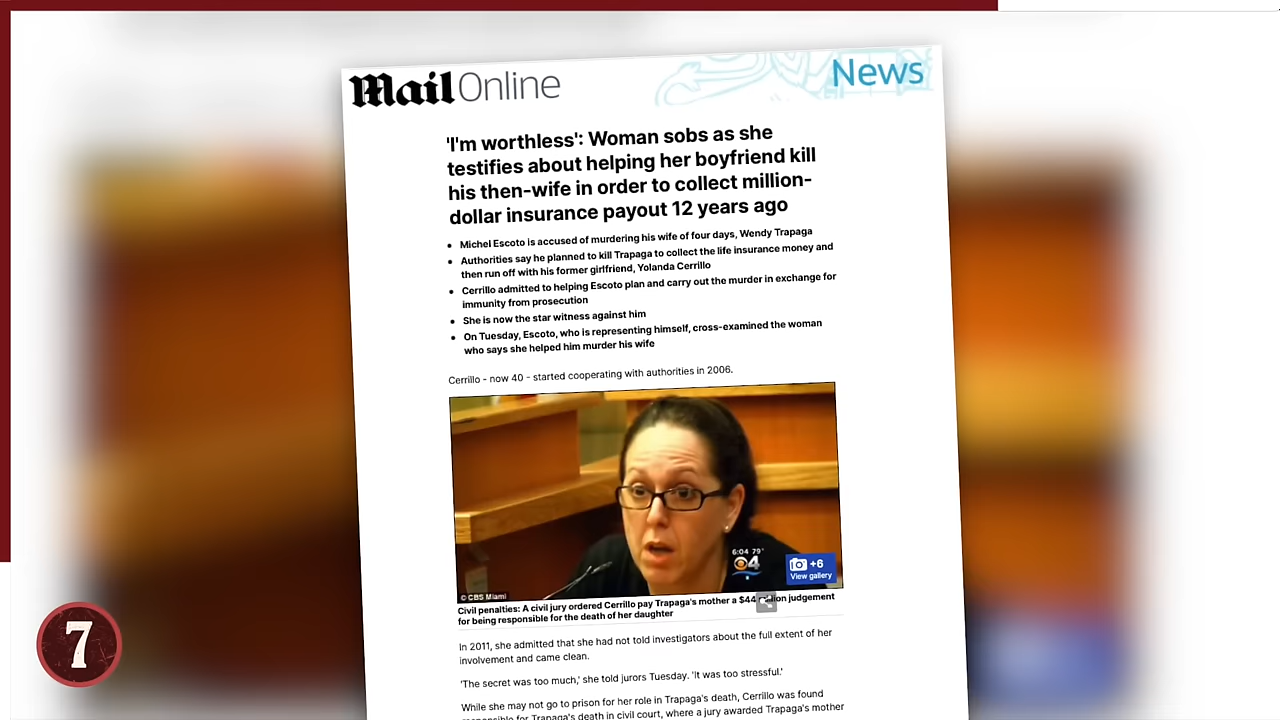 Mail Online
News
'I'm worthless': Woman sobs as she
testifies about helping her boyfriend kill
his then-wife in order to collect million-
dollar insurance payout 12 years ago
• Michel Escoto is accused of murdering his wife of four days, Wendy Trapaga
• Authorities say he planned to kill Trapaga to collect the life insurance money and
then run off with his former girlfriend, Yolanda Cerrillo
• Cerrillo admitted to helping Escoto plan and carry out the murder in exchange for
immunity from prosecution
• She is now the star witness against him
• On Tuesday, Escoto, who is representing himself, cross-examined the woman
who says she helped him murder his wife
Cerrillo - now 40 - started cooperating with authorities in 2006.
6:04 79°
4
+6
View gallery
© CBS Miami
Civil penalties: A civil jury ordered Cerrillo pay Trapaga's mother a $44 judgement
for being responsible for the death of her daughter
In 2011, she admitted that she had not told investigators about the full extent of her
involvement and came clean.
'The secret was too much,' she told jurors Tuesday. 'It was too stressful.'
While she may not go to prison for her role in Trapaga's death, Cerrillo was found
responsible for Trapaga's death in civil court, where a jury awarded Trapaga's mother
7